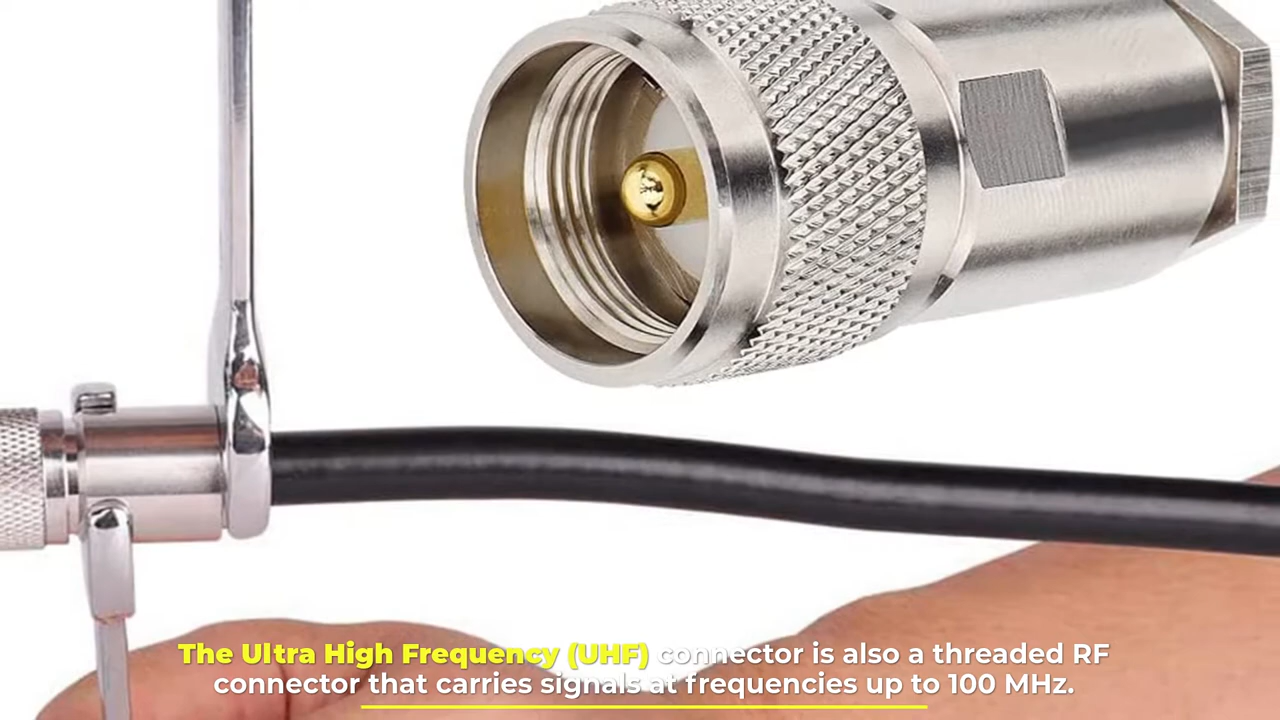 The Ultra High Frequency (UHF) connector is also a threaded RF
connector that carries signals at frequencies up to 100 MHz.